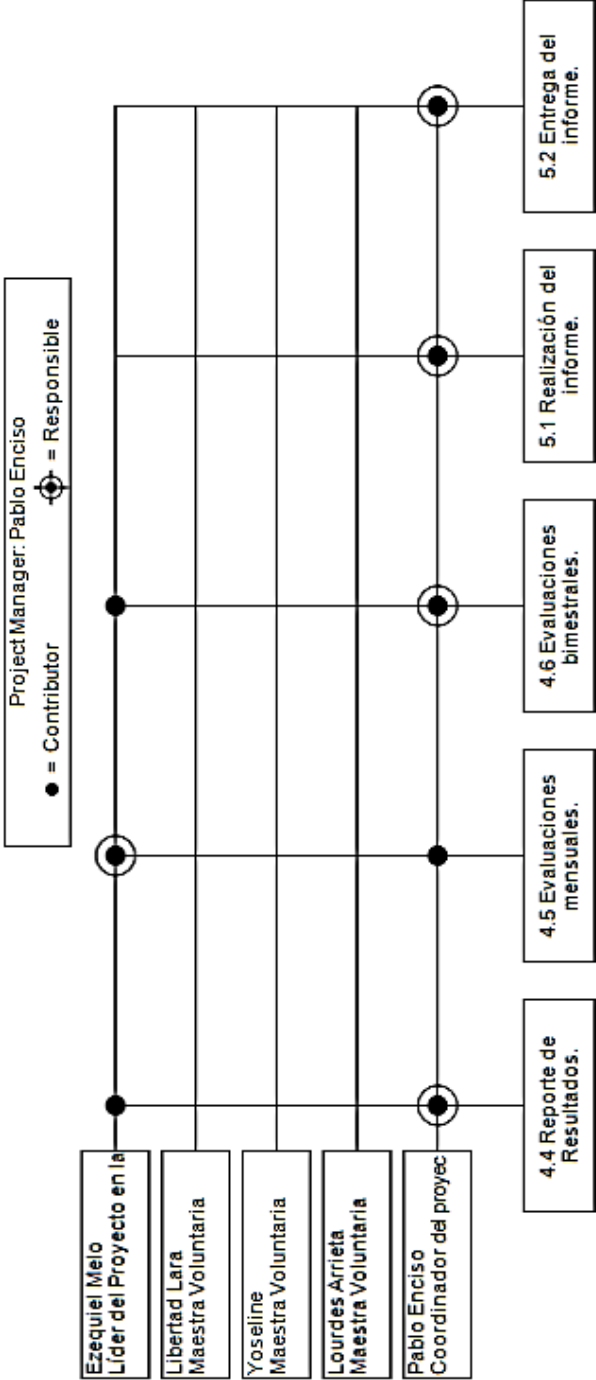 Project Manager: Pablo Enciso
= Contributor
= Responsible
Ezequiel Melo
Líder del Proyecto en la
Libertad Lara
Maestra Voluntaria
Yoseline
Maestra Voluntaria
Lourdes Arrieta
Maestra Voluntaria
Pablo Enciso
Coordinador del proyec
4.4 Reporte de
Resultados.
4.5 Evaluaciones
mensuales.
4.6 Evaluaciones
bimestrales.
5.1 Realización del
informe.
5.2 Entrega del
informe.